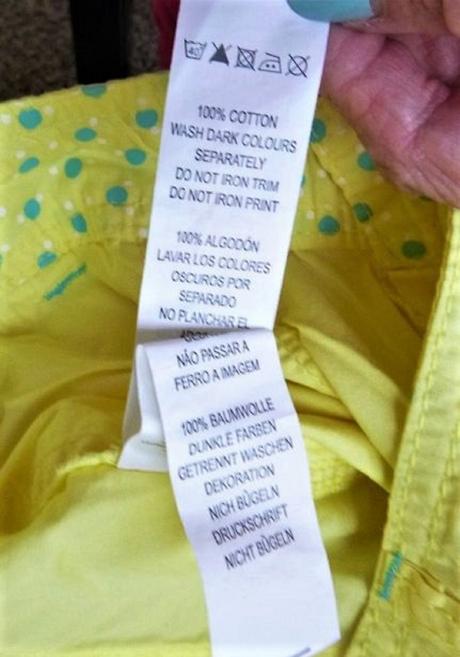 40
100% COTTON
WASH DARK COLOURS
SEPARATELY
DO NOT IRON TRIM
DO NOT IRON PRINT
100% ALGODÓN
LAVAR LOS COLORES
OSCUROS POR
SEPARADO
NO PLANCHAR EL
NÃO PASSAR A
FERRO A IMAGEM
100% BAUMWOLLE
DUNKLE FARBEN
GETRENNT WASCHEN
DEKORATION
NICH BÜGELN
DRUCKSCHRIFT
NICHT BÜGELN